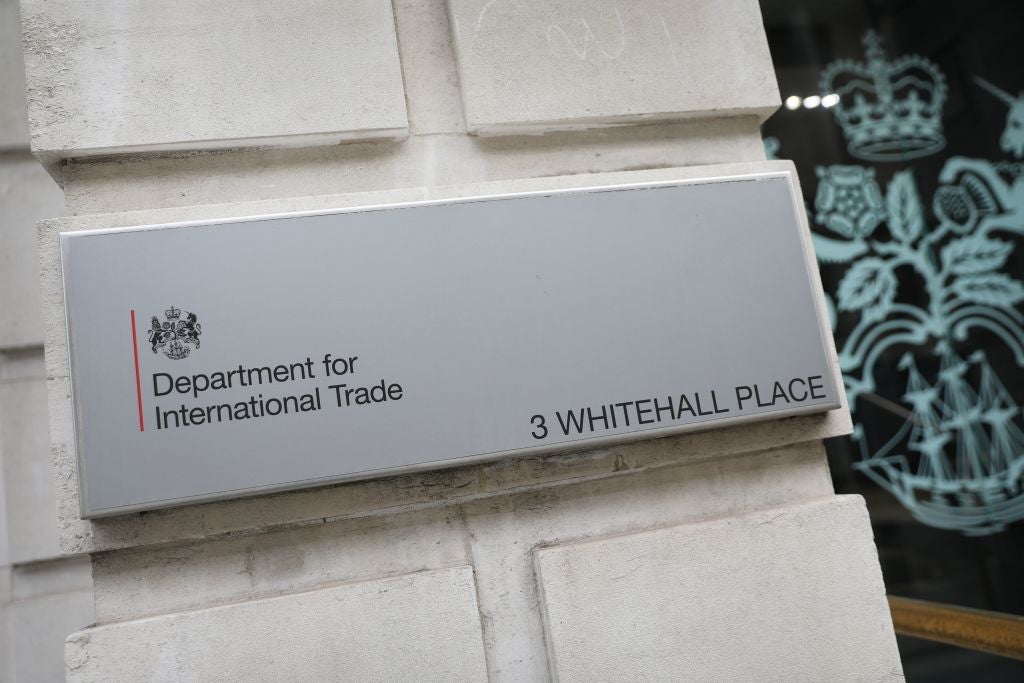 Department for
International Trade
3 WHITEHALL PLACE